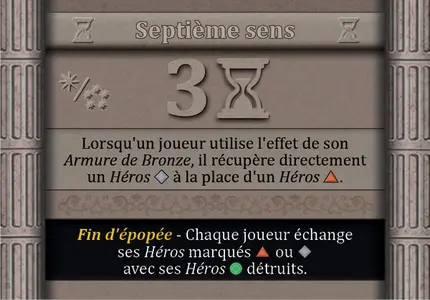 Septième sens
3
Lorsqu'un joueur utilise l'effet de son
Armure de Bronze, il récupère directement
un Héros à la place d'un Héros .
Fin d'épopée - Chaque joueur échange
ses Héros marqués ou
avec ses Héros détruits.